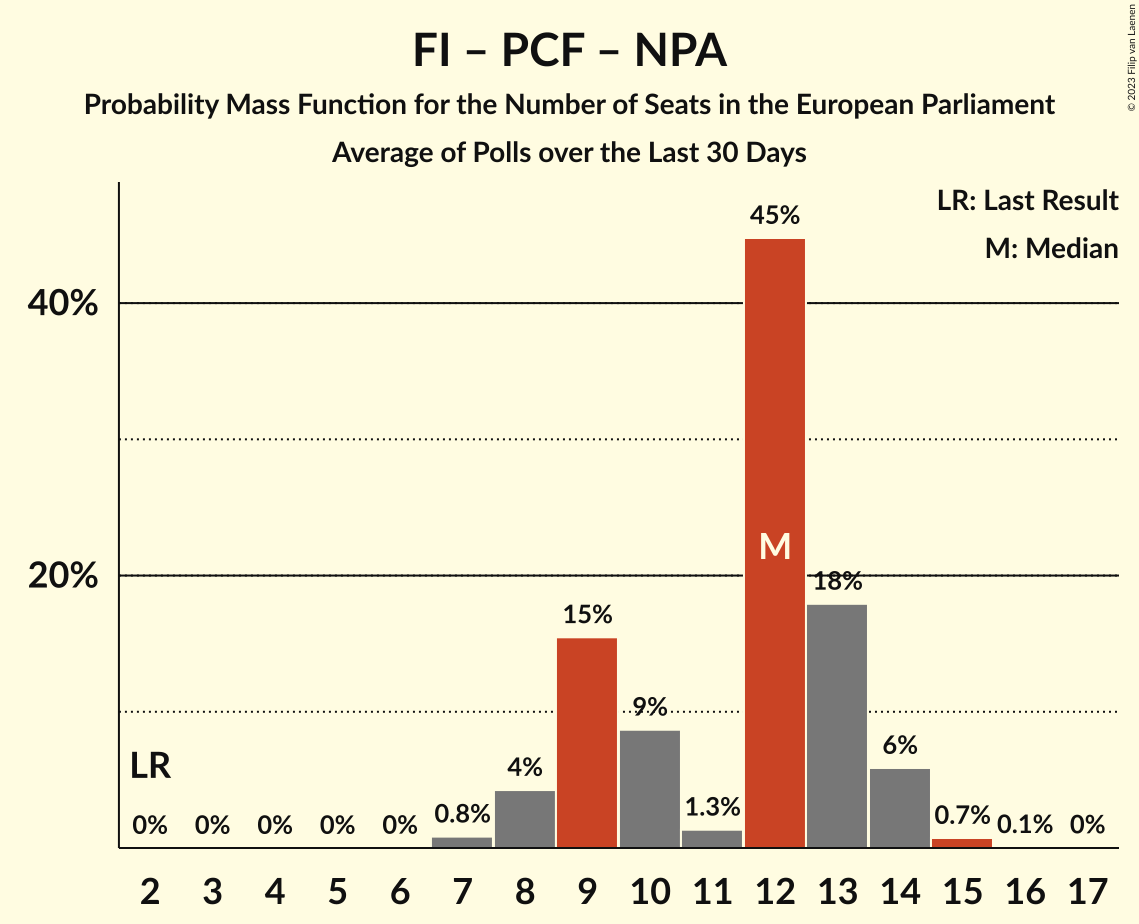 FI – PCF – NPA
Probability Mass Function for the Number of Seats in the European Parliament
Average of Polls over the Last 30 Days
© 2023 Filip van Laenen
LR: Last Result
M: Median
45%
40%
M
20%
18%
15%
9%
6%
LR
4%
0.8%
1.3%
0.7%
0% 0% 0% 0% 0% 0.1% 0%
2 3 4 5 6 7 8 9 10 11 12 13 14 15 16 17